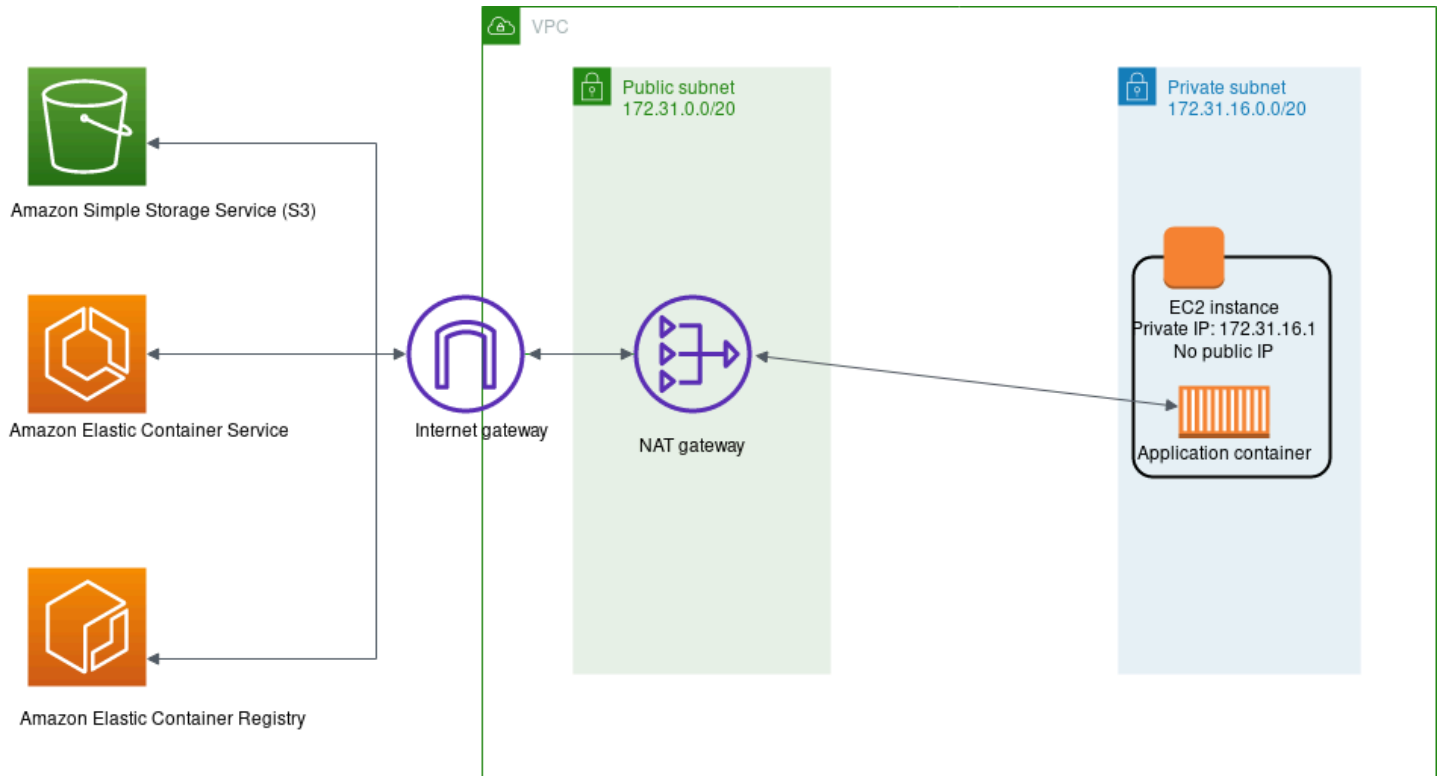 VPC
Public subnet
172.31.0.0/20
Private subnet
172.31.16.0.0/20
Amazon Simple Storage Service (S3)
EC2 instance
Private IP: 172.31.16.1
No public IP
Amazon Elastic Container Service
Internet gateway
NAT gateway
Application container
Amazon Elastic Container Registry